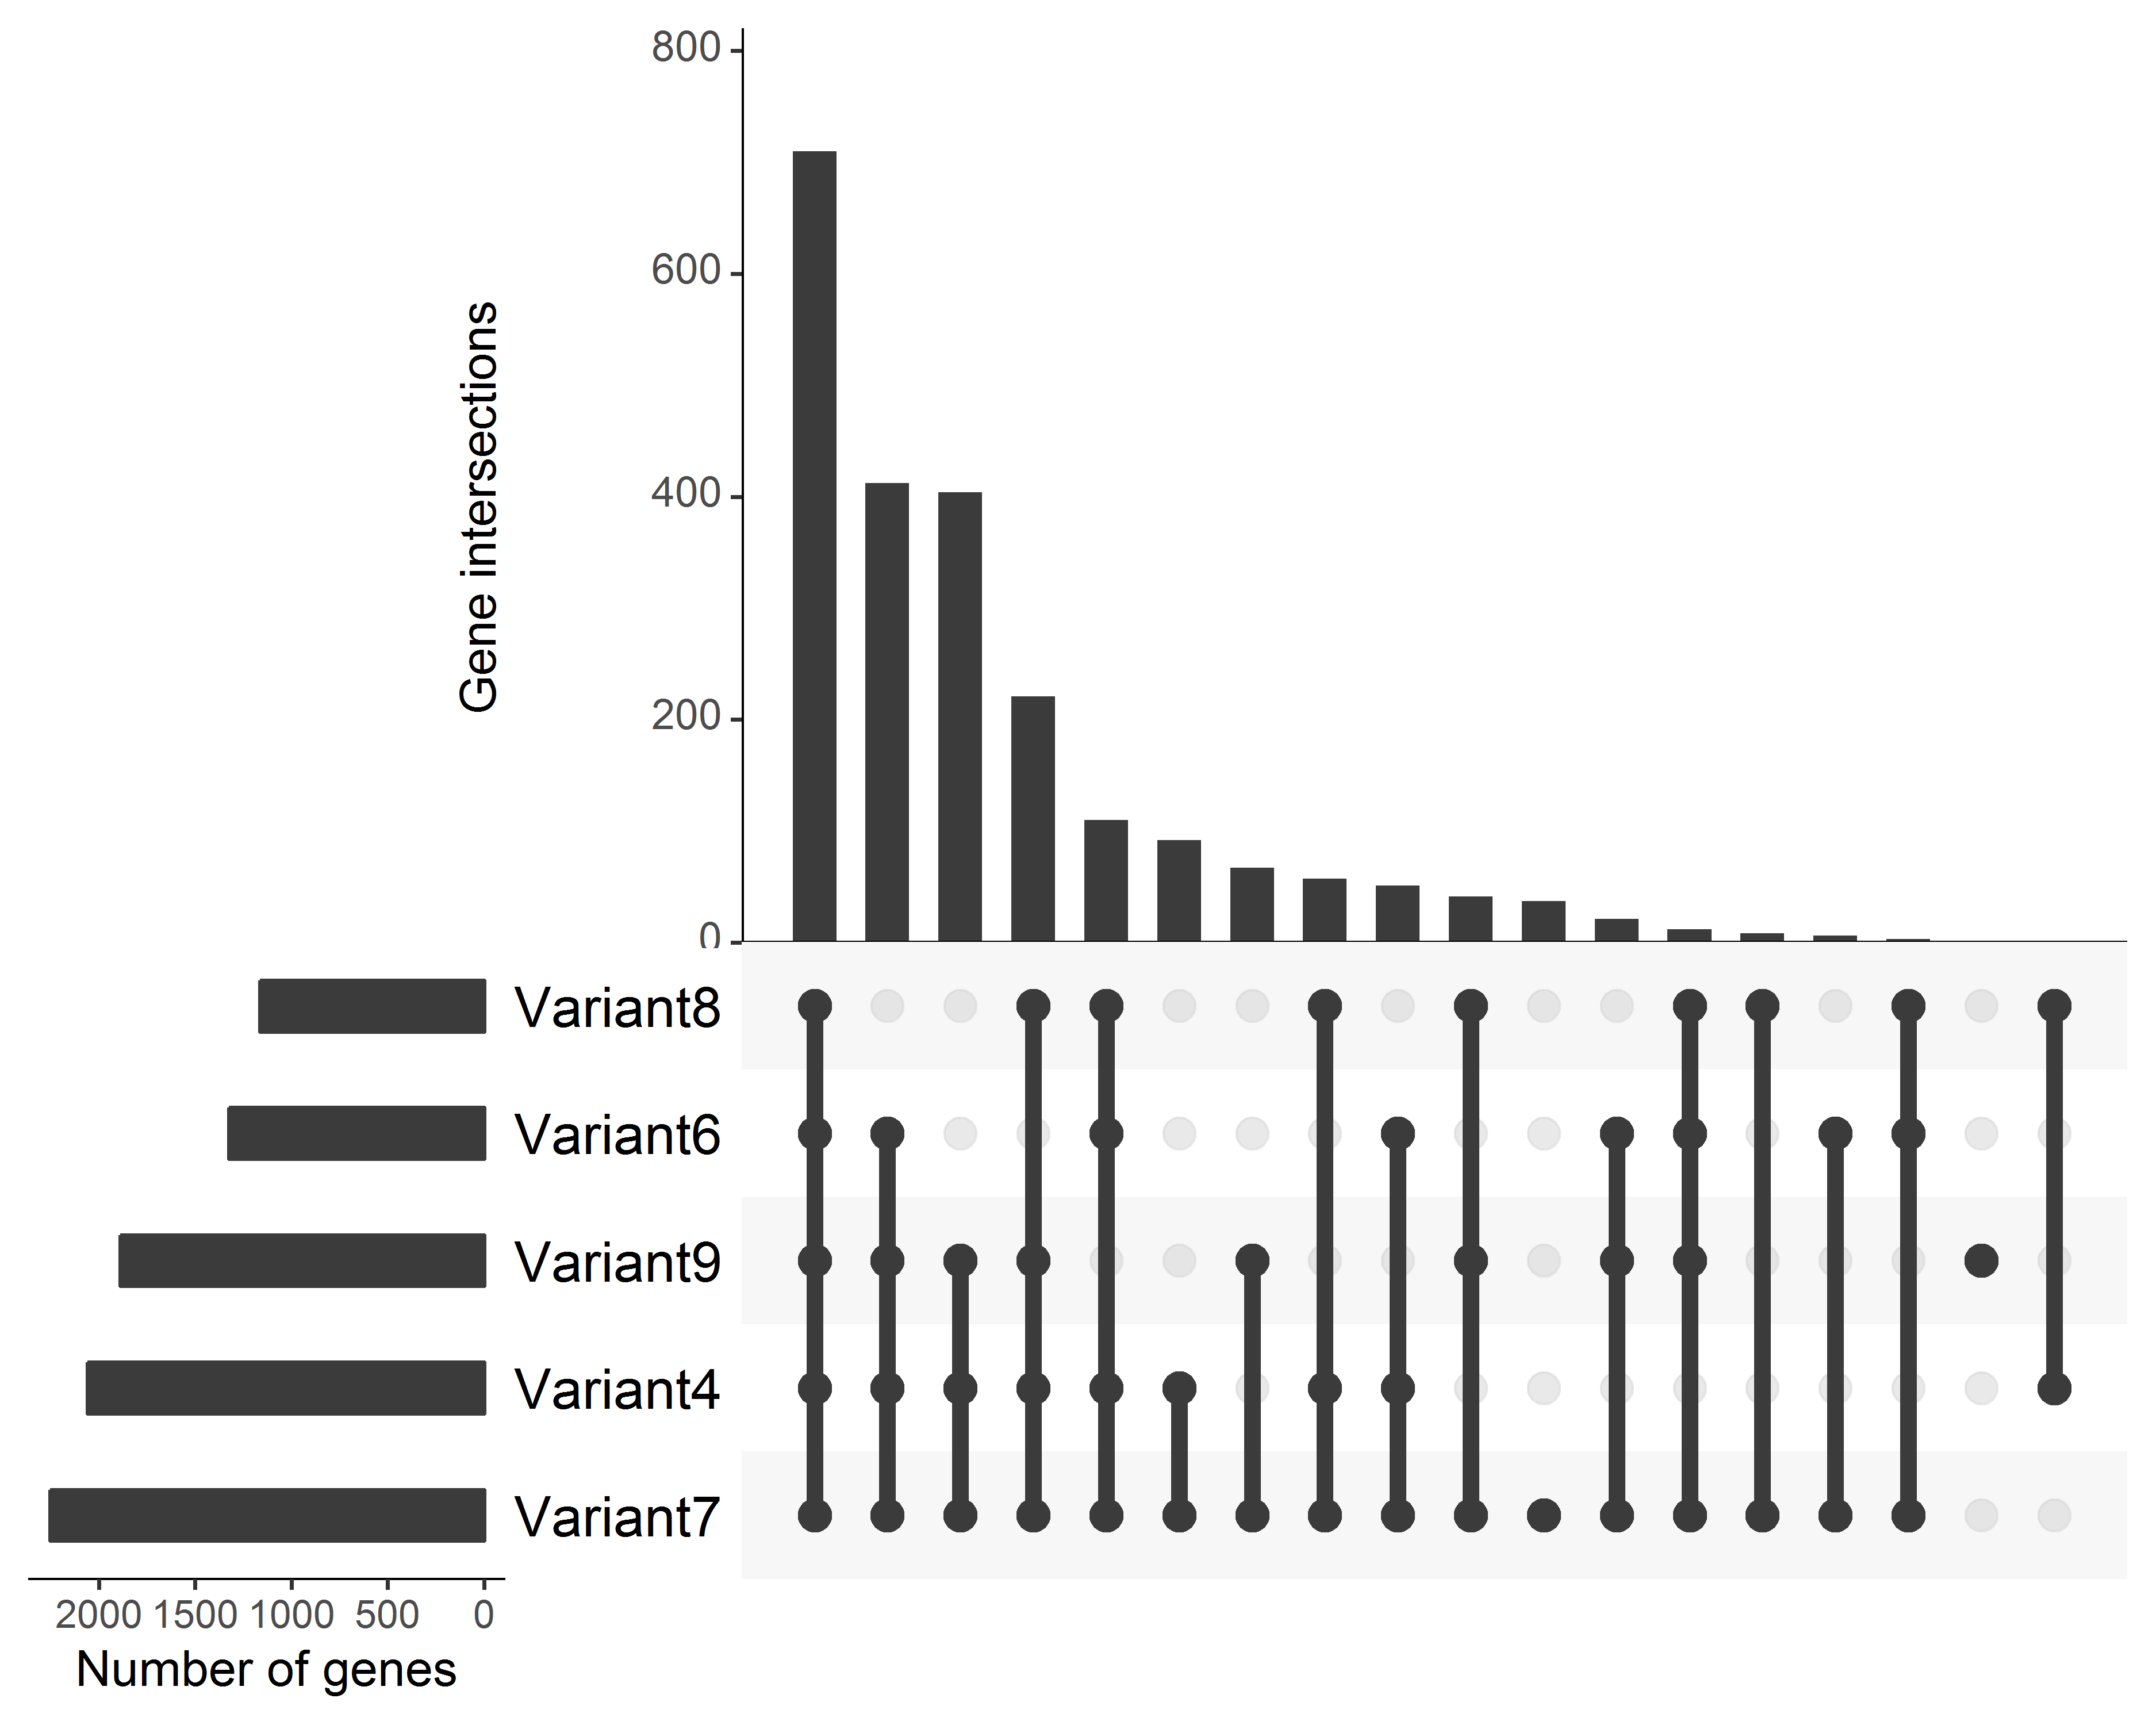 800
600
400
200
0
Gene intersections
Variant8
Variant6
Variant9
Variant4
Variant7
2000 1500 1000 500 0
Number of genes